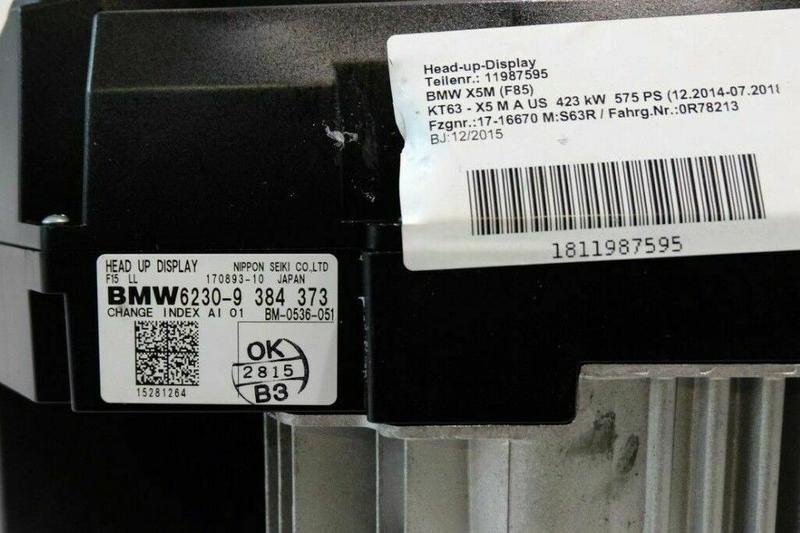 Head-up-Display
Teilenr.: 11987595
BMW X5M (F85)
KT63 - X5 M A US 423 kW 575 PS (12.2014-07.2018
Fzgnr.:17-16670 M:S63R / Fahrg.Nr.:0R78213
BJ:12/2015
1811987595
HEAD UP DISPLAY NIPPON SEIKI CO.,LTD
F15 LL 170893-10 JAPAN
BMW6230-9 384 373
CHANGE INDEX AI 01 BM-0536-051
OK
2815
B3
15281264